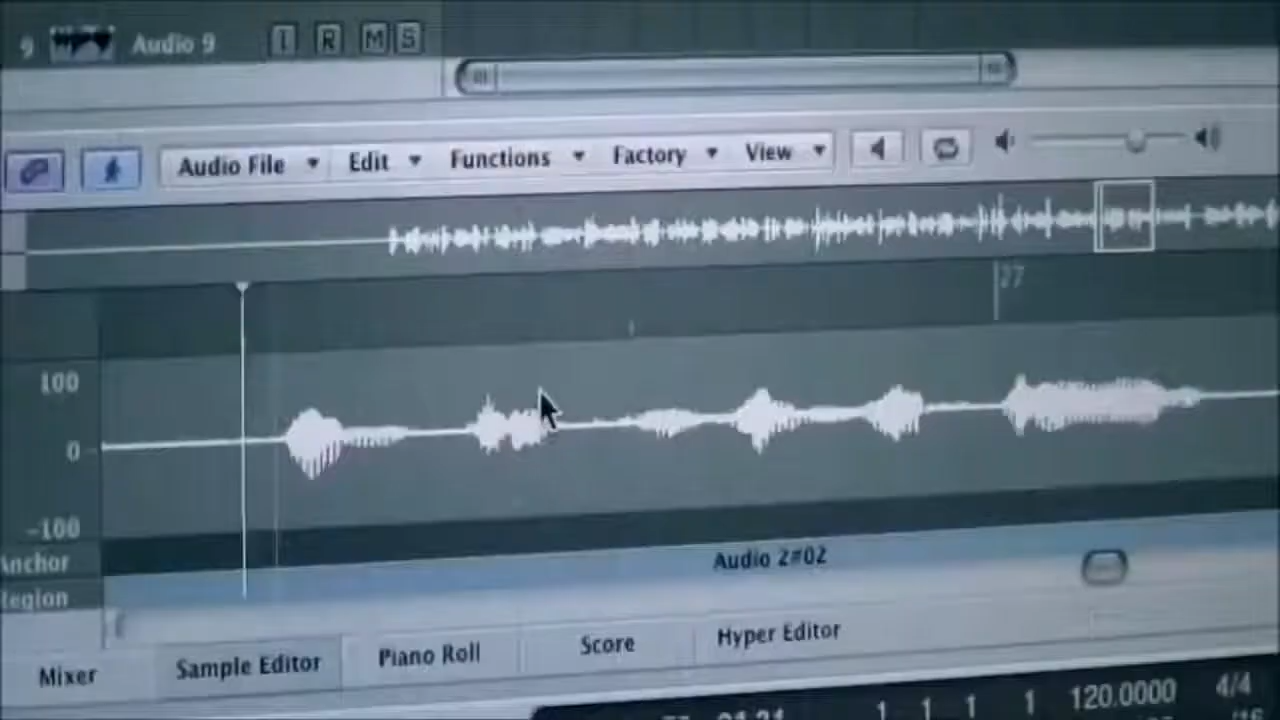 9 Audio 9 I R M S
Audio File Edit Functions Factory View
27
100
0
-100
Anchor
Region
Audio 2#02
Mixer Sample Editor Piano Roll Score Hyper Editor
1 1 1 1 120.0000 4/4